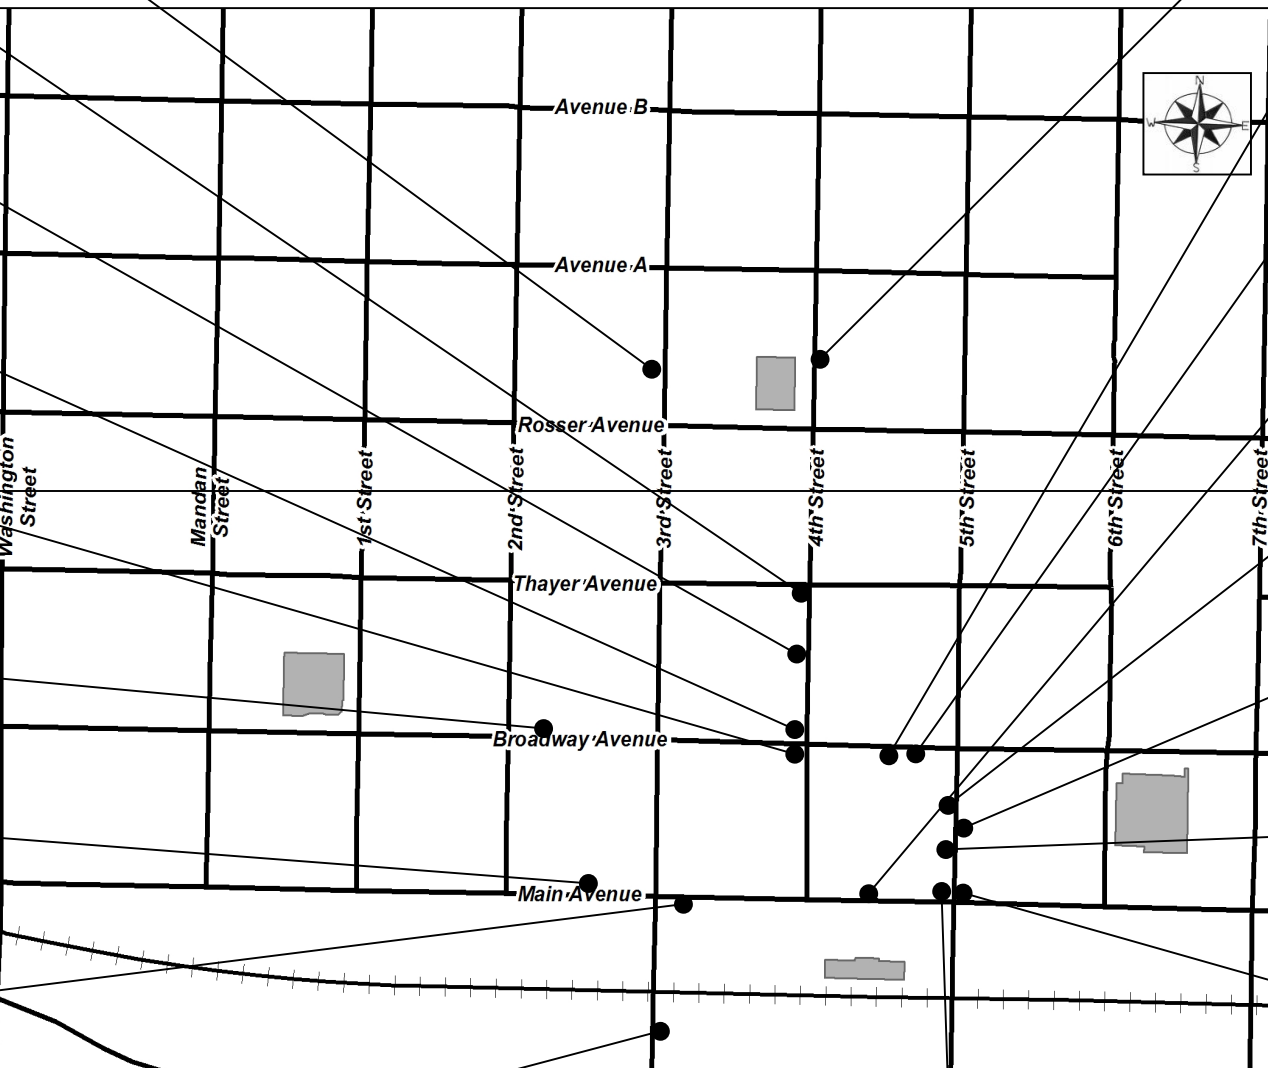 N
W E
S
Avenue B
Avenue A
Rosser Avenue
Washington
Street
Mandan
Street
1st Street
2nd Street
3rd Street
4th Street
5th Street
6th Street
7th Street
Thayer Avenue
Broadway Avenue
Main Avenue